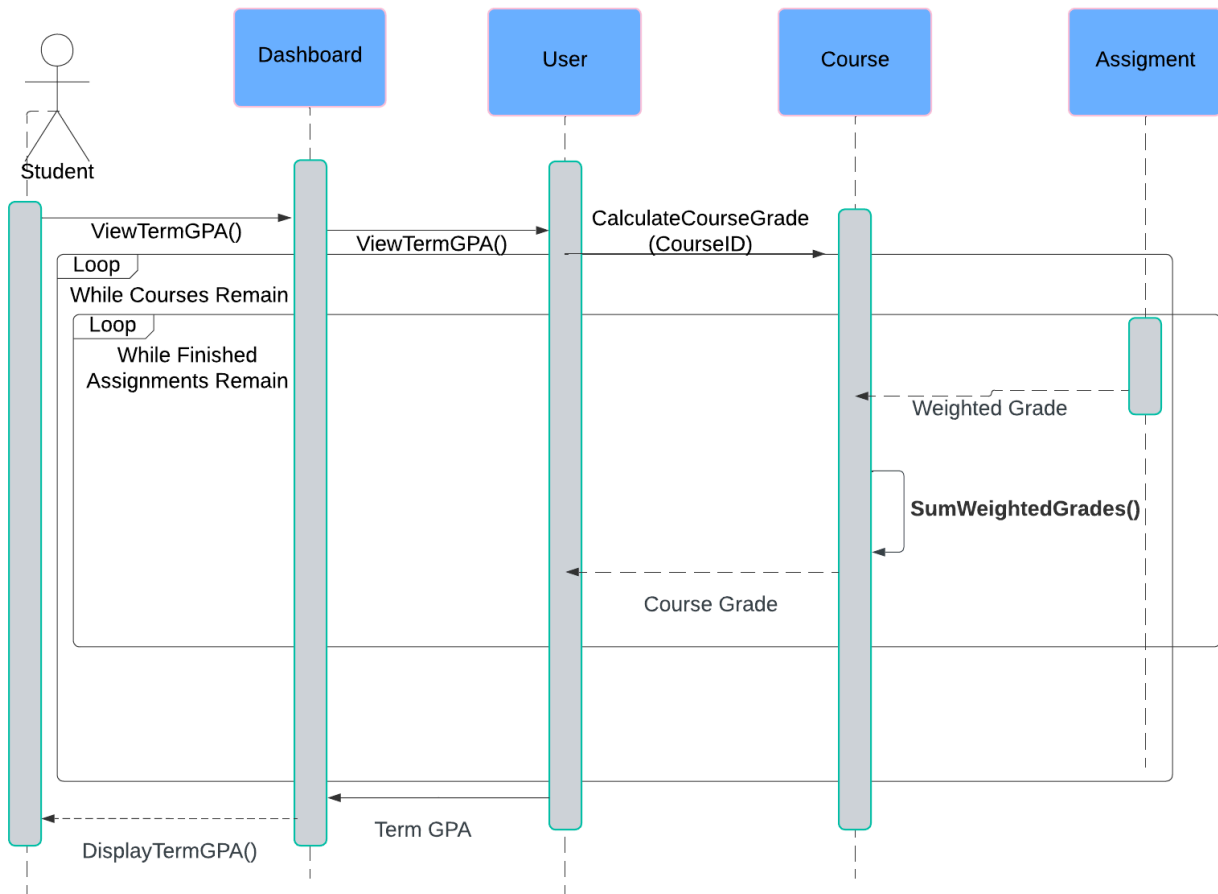 Dashboard
User
Course
Assigment
Student
ViewTermGPA()
ViewTermGPA()
CalculateCourseGrade
(CourseID)
Loop
While Courses Remain
Loop
While Finished
Assignments Remain
Weighted Grade
SumWeightedGrades()
Course Grade
Term GPA
DisplayTermGPA()